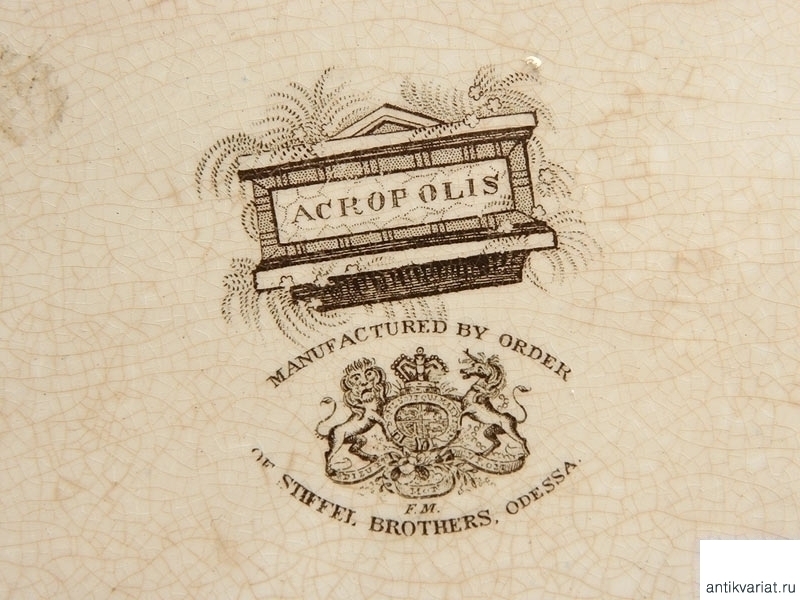 ACROPOLIS
MANUFACTURED BY ORDER
F.M.
OF STIFFEL BROTHERS, ODESSA.
antikvariat.ru